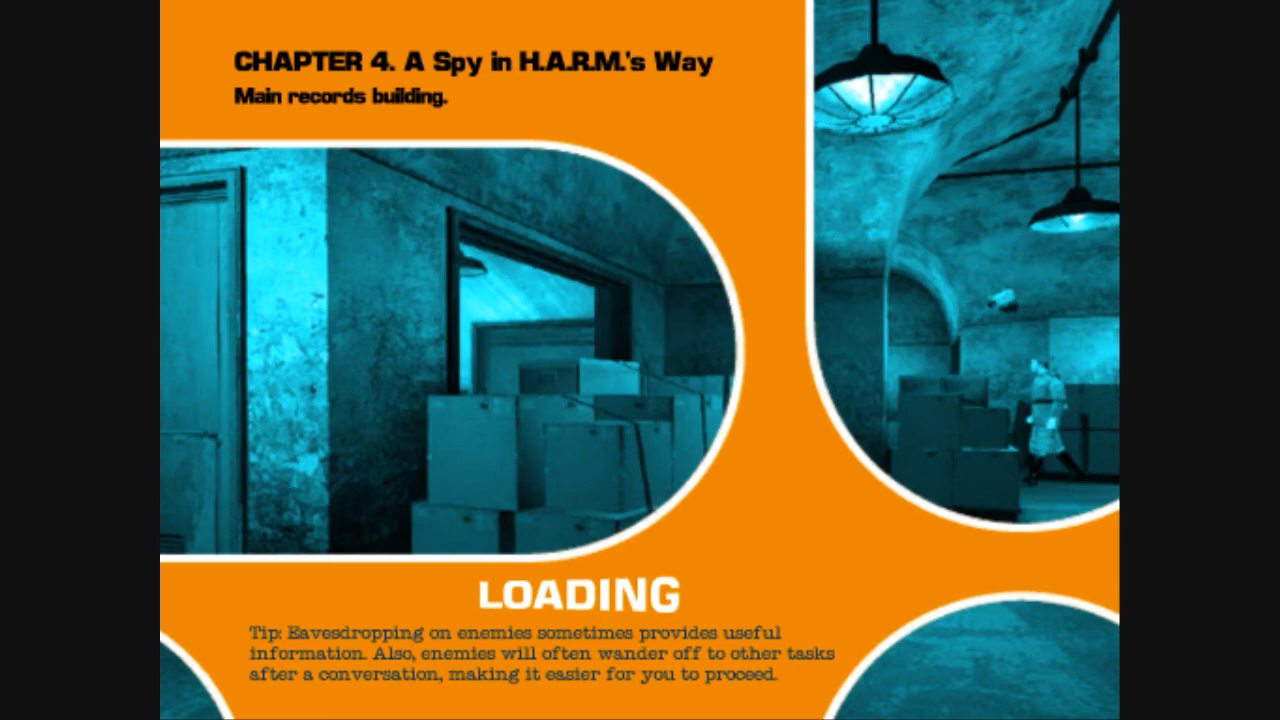 CHAPTER 4. A Spy in H.A.R.M.'s Way
Main records building.
LOADING
Tip: Eavesdropping on enemies sometimes provides useful
information. Also, enemies will often wander off to other tasks
after a conversation, making it easier for you to proceed.